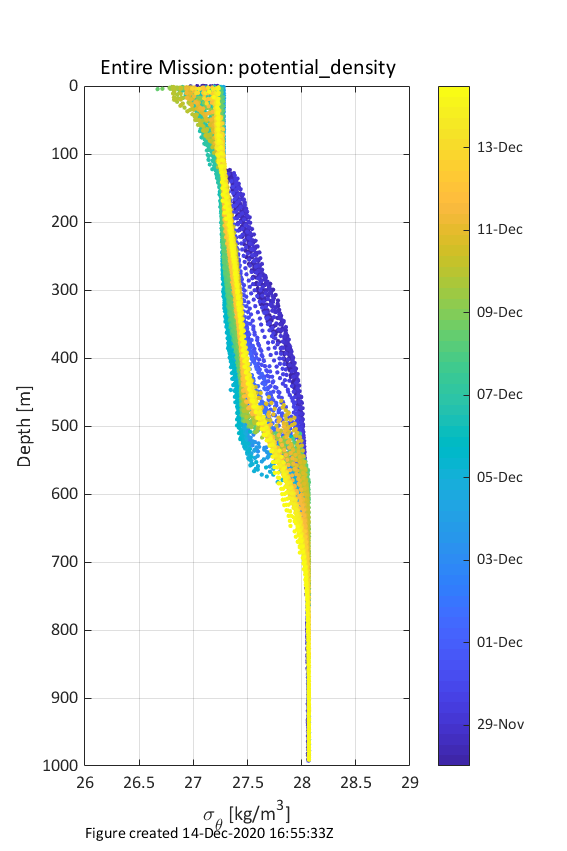 Entire Mission: potential_density
0
100
200
300
400
500
600
700
800
900
1000
Depth [m]
26
26.5
27
27.5
28
28.5
29
σθ [kg/m³]
13-Dec
11-Dec
09-Dec
07-Dec
05-Dec
03-Dec
01-Dec
29-Nov
Figure created 14-Dec-2020 16:55:33Z